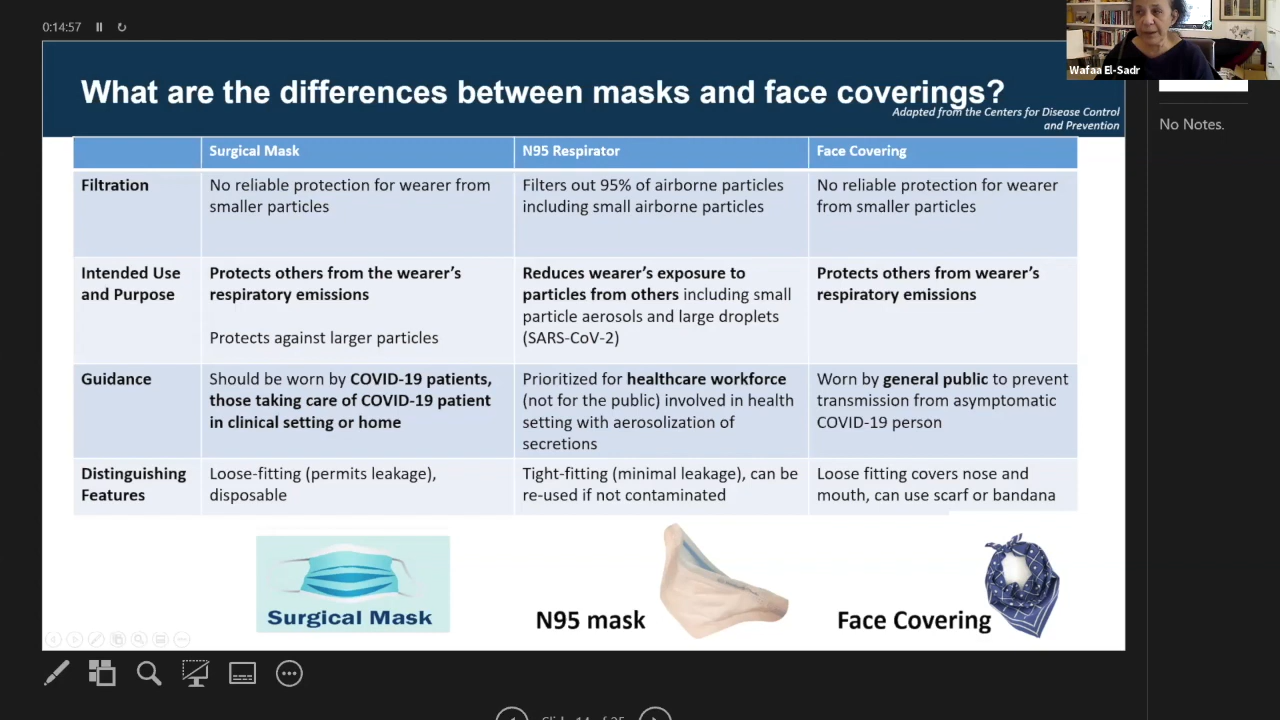 0:14:57
Wafaa El-Sadr
No Notes.
What are the differences between masks and face coverings?
Adapted from the Centers for Disease Control
and Prevention
Surgical Mask
N95 Respirator
Face Covering
Filtration
No reliable protection for wearer from
smaller particles
Filters out 95% of airborne particles
including small airborne particles
No reliable protection for wearer
from smaller particles
Intended Use
and Purpose
Protects others from the wearer's
respiratory emissions
Protects against larger particles
Reduces wearer's exposure to
particles from others including small
particle aerosols and large droplets
(SARS-CoV-2)
Protects others from wearer's
respiratory emissions
Guidance
Should be worn by COVID-19 patients,
those taking care of COVID-19 patient
in clinical setting or home
Prioritized for healthcare workforce
(not for the public) involved in health
setting with aerosolization of
secretions
Worn by general public to prevent
transmission from asymptomatic
COVID-19 person
Distinguishing
Features
Loose-fitting (permits leakage),
disposable
Tight-fitting (minimal leakage), can be
re-used if not contaminated
Loose fitting covers nose and
mouth, can use scarf or bandana
Surgical Mask
N95 mask
Face Covering
Slide 14 of 25